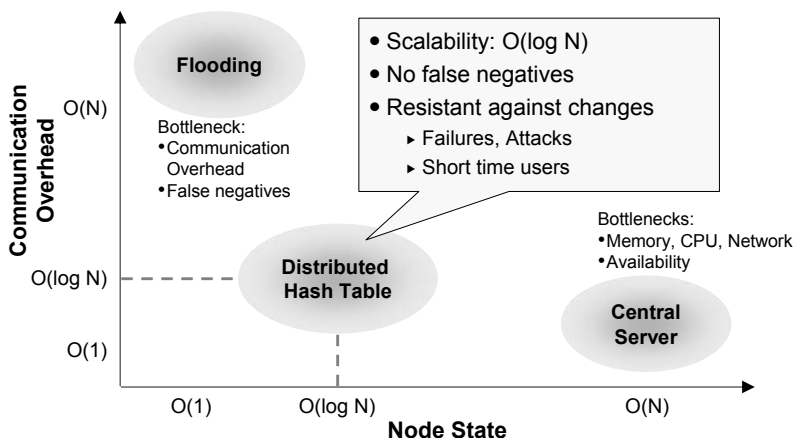 Communication
Overhead
O(N)
O(log N)
O(1)
Flooding
Bottleneck:
•Communication
Overhead
•False negatives
• Scalability: O(log N)
• No false negatives
• Resistant against changes
▸ Failures, Attacks
▸ Short time users
Distributed
Hash Table
Bottlenecks:
•Memory, CPU, Network
•Availability
Central
Server
O(1)
O(log N)
O(N)
Node State